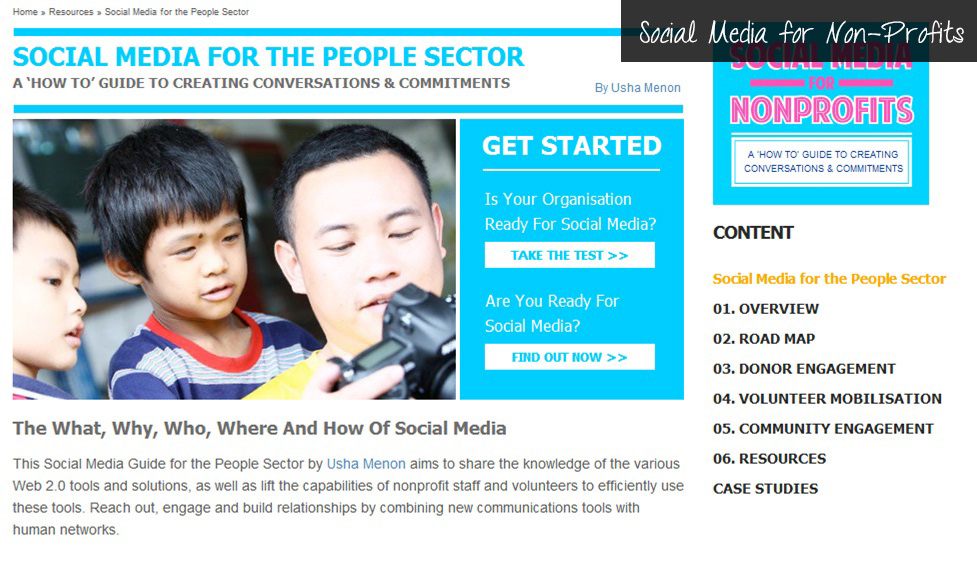 Home » Resources » Social Media for the People Sector
Social Media for Non-Profits
SOCIAL MEDIA FOR THE PEOPLE SECTOR
A ‘HOW TO’ GUIDE TO CREATING CONVERSATIONS & COMMITMENTS
By Usha Menon
GET STARTED
Is Your Organisation
Ready For Social Media?
TAKE THE TEST >>
Are You Ready For
Social Media?
FIND OUT NOW >>
The What, Why, Who, Where And How Of Social Media
This Social Media Guide for the People Sector by Usha Menon aims to share the knowledge of the various
Web 2.0 tools and solutions, as well as lift the capabilities of nonprofit staff and volunteers to efficiently use
these tools. Reach out, engage and build relationships by combining new communications tools with
human networks.
SOCIAL MEDIA
FOR
NONPROFITS
A ‘HOW TO’ GUIDE TO CREATING
CONVERSATIONS & COMMITMENTS
CONTENT
Social Media for the People Sector
01. OVERVIEW
02. ROAD MAP
03. DONOR ENGAGEMENT
04. VOLUNTEER MOBILISATION
05. COMMUNITY ENGAGEMENT
06. RESOURCES
CASE STUDIES